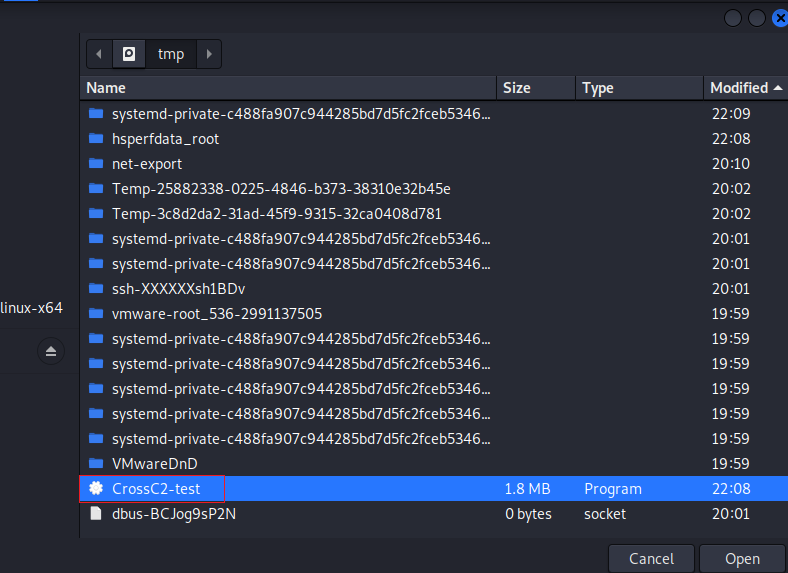 tmp
Name Size Type Modified
systemd-private-c488fa907c944285bd7d5fc2fceb5346... 22:09
hsperfdata_root 22:08
net-export 20:10
Temp-25882338-0225-4846-b373-38310e32b45e 20:02
Temp-3c8d2da2-31ad-45f9-9315-32ca0408d781 20:02
systemd-private-c488fa907c944285bd7d5fc2fceb5346... 20:01
systemd-private-c488fa907c944285bd7d5fc2fceb5346... 20:01
ssh-XXXXXXsh1BDv 20:01
linux-x64
vmware-root_536-2991137505 19:59
systemd-private-c488fa907c944285bd7d5fc2fceb5346... 19:59
systemd-private-c488fa907c944285bd7d5fc2fceb5346... 19:59
systemd-private-c488fa907c944285bd7d5fc2fceb5346... 19:59
systemd-private-c488fa907c944285bd7d5fc2fceb5346... 19:59
systemd-private-c488fa907c944285bd7d5fc2fceb5346... 19:59
VMwareDnD 19:59
CrossC2-test 1.8 MB Program 22:08
dbus-BCJog9sP2N 0 bytes socket 20:01
Cancel Open